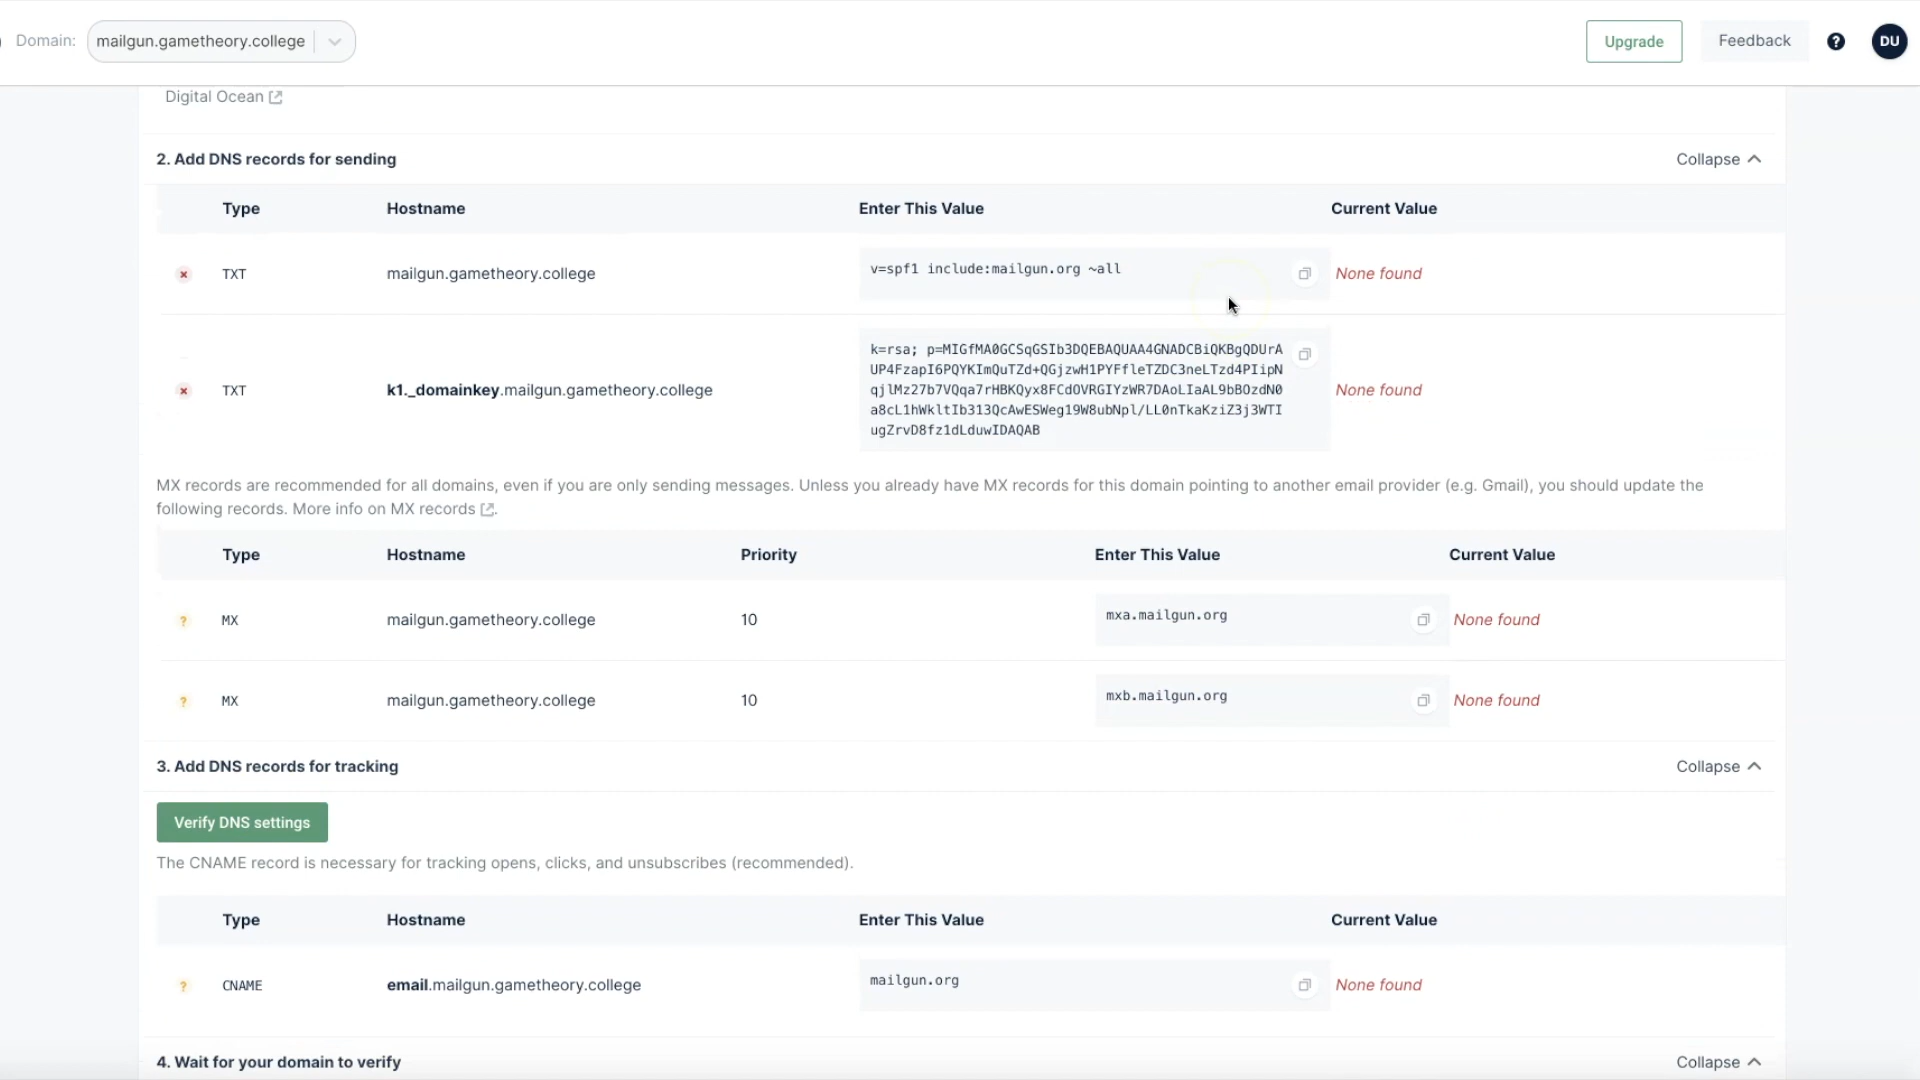 Domain: mailgun.gametheory.college Upgrade Feedback ? DU
Digital Ocean
2. Add DNS records for sending Collapse
Type Hostname Enter This Value Current Value
TXT mailgun.gametheory.college v=spf1 include:mailgun.org ~all None found
k=rsa; p=MIGfMA0GCSqGSIb3DQEBAQUAA4GNADCBiQKBgQDUrA
UP4FzapI6PQYKImQuTZd+QGjzwH1PYFfleTZDC3neLTzd4PIipN
TXT k1._domainkey.mailgun.gametheory.college qjlMz27b7VQqa7rHBKQyx8FCdOVRGIYzWR7DAoLIaAL9bBOzdN0 None found
a8cL1hWkltIb313QcAwESWeg19W8ubNpl/LL0nTkaKziZ3j3WTI
ugZrvD8fz1dLduwIDAQAB
MX records are recommended for all domains, even if you are only sending messages. Unless you already have MX records for this domain pointing to another email provider (e.g. Gmail), you should update the
following records. More info on MX records.
Type Hostname Priority Enter This Value Current Value
? MX mailgun.gametheory.college 10 mxa.mailgun.org None found
? MX mailgun.gametheory.college 10 mxb.mailgun.org None found
3. Add DNS records for tracking Collapse
Verify DNS settings
The CNAME record is necessary for tracking opens, clicks, and unsubscribes (recommended).
Type Hostname Enter This Value Current Value
? CNAME email.mailgun.gametheory.college mailgun.org None found
4. Wait for your domain to verify Collapse